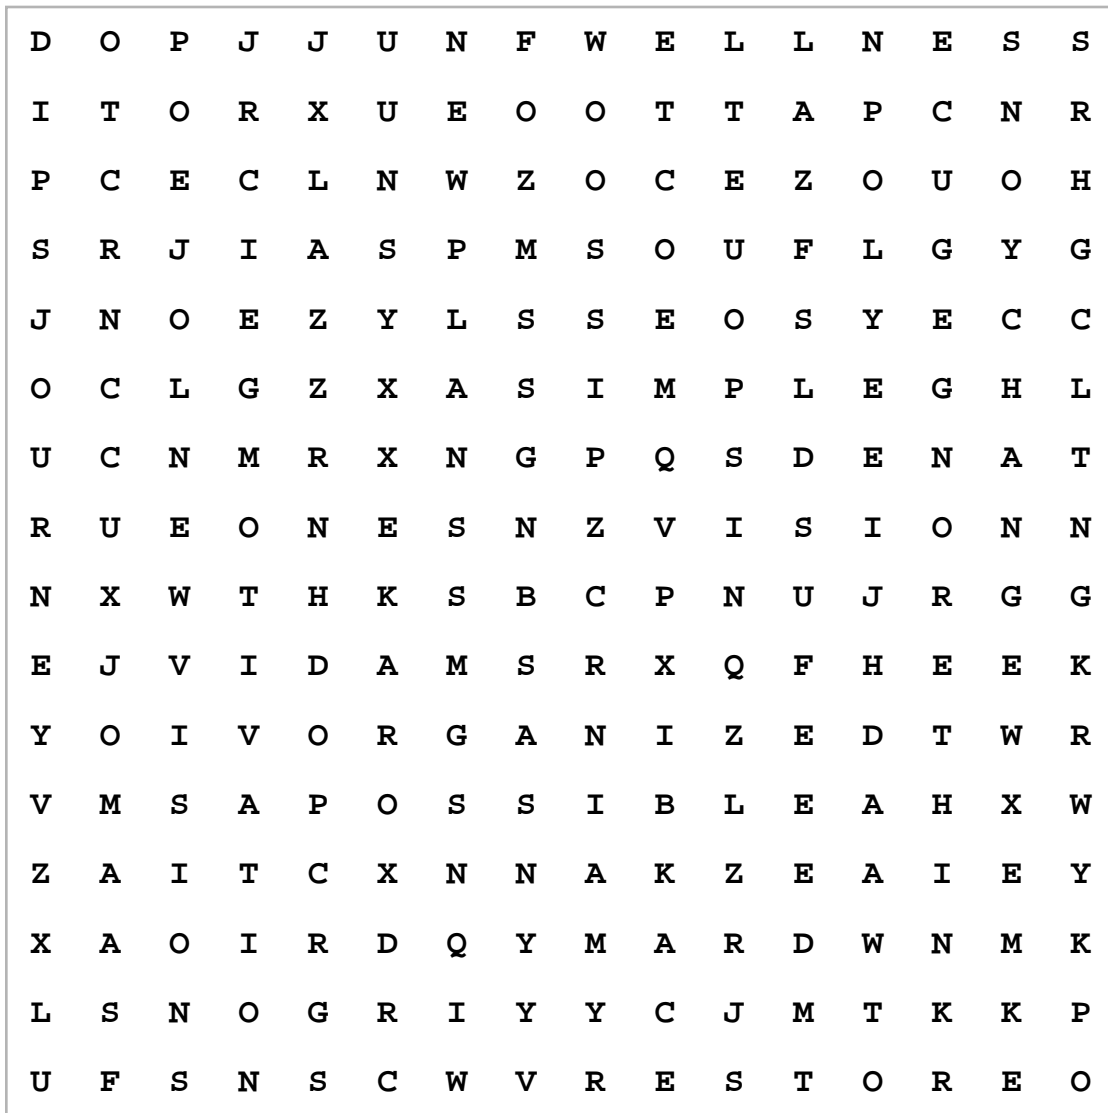 D O P J J U N F W E L L N E S S
I T O R X U E O O T T A P C N R
P C E C L N W Z O C E Z O U O H
S R J I A S P M S O U F L G Y G
J N O E Z Y L S S E O S Y E C C
O C L G Z X A S I M P L E G H L
U C N M R X N G P Q S D E N A T
R U E O N E S N Z V I S I O N N
N X W T H K S B C P N U J R G G
E J V I D A M S R X Q F H E E K
Y O I V O R G A N I Z E D T W R
V M S A P O S S I B L E A H X W
Z A I T C X N N A K Z E A I E Y
X A O I R D Q Y M A R D W N M K
L S N O G R I Y Y C J M T K K P
U F S N S C W V R E S T O R E O